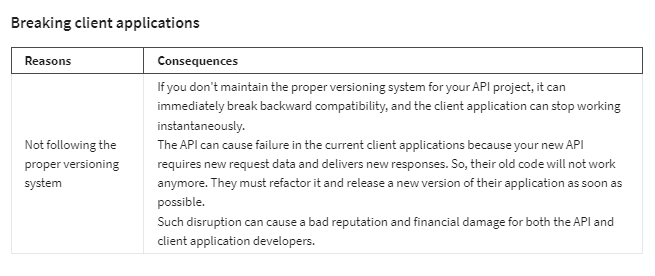 Breaking client applications
Reasons
Consequences
Not following the
proper versioning
system
If you don't maintain the proper versioning system for your API project, it can
immediately break backward compatibility, and the client application can stop working
instantaneously.
The API can cause failure in the current client applications because your new API
requires new request data and delivers new responses. So, their old code will not work
anymore. They must refactor it and release a new version of their application as soon as
possible.
Such disruption can cause a bad reputation and financial damage for both the API and
client application developers.